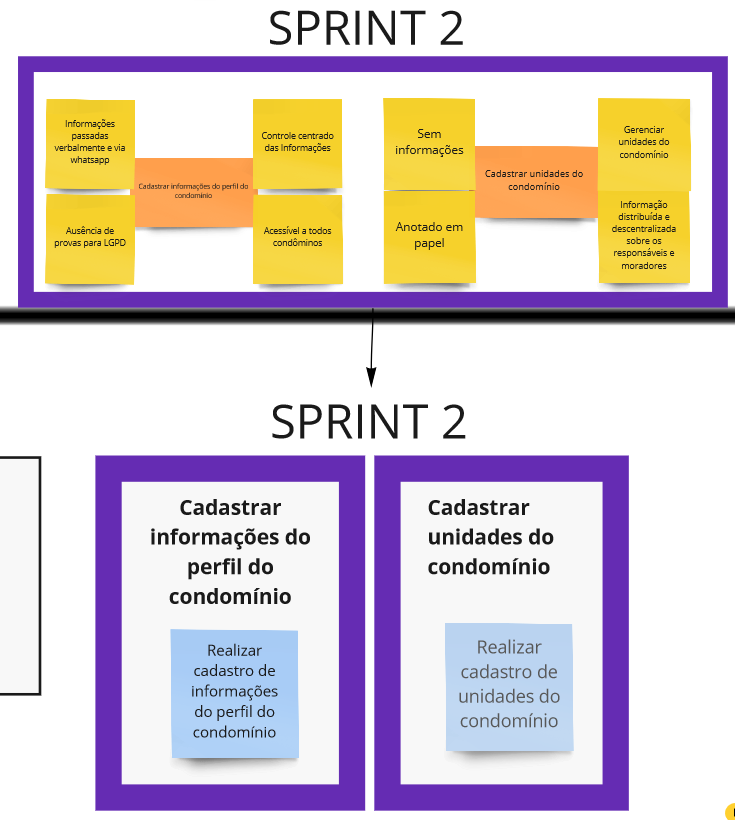 SPRINT 2
Informações
passadas
verbalmente e via
whatsapp
Ausência de
provas para LGPD
Cadastrar informações do perfil do
condomínio
Controle centrado
das Informações
Acessível a todos
condôminos
Sem
informações
Anotado em
papel
Cadastrar unidades do
condomínio
Gerenciar
unidades do
condomínio
Informação
distribuída e
descentralizada
sobre os
responsáveis e
moradores
SPRINT 2
Cadastrar
informações do
perfil do
condomínio
Realizar
cadastro de
informações
do perfil do
condomínio
Cadastrar
unidades do
condomínio
Realizar
cadastro de
unidades do
condomínio